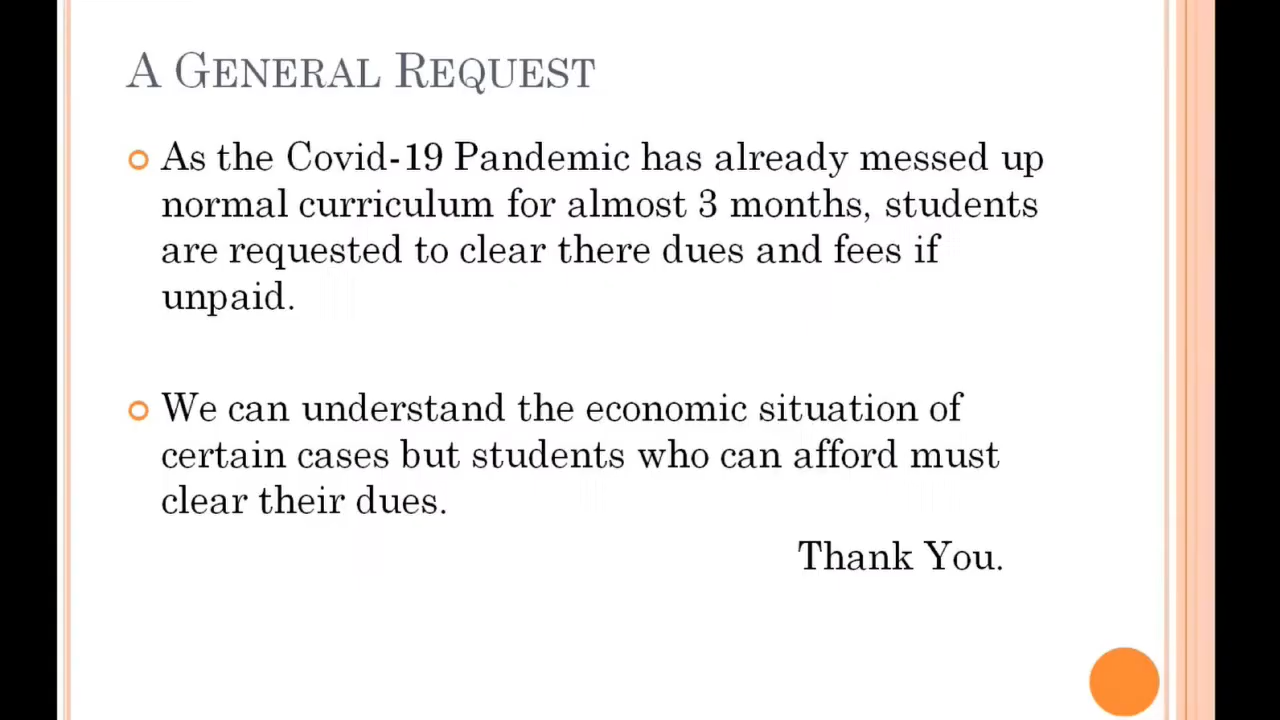 A General Request
As the Covid-19 Pandemic has already messed up
normal curriculum for almost 3 months, students
are requested to clear there dues and fees if
unpaid.
We can understand the economic situation of
certain cases but students who can afford must
clear their dues.
Thank You.